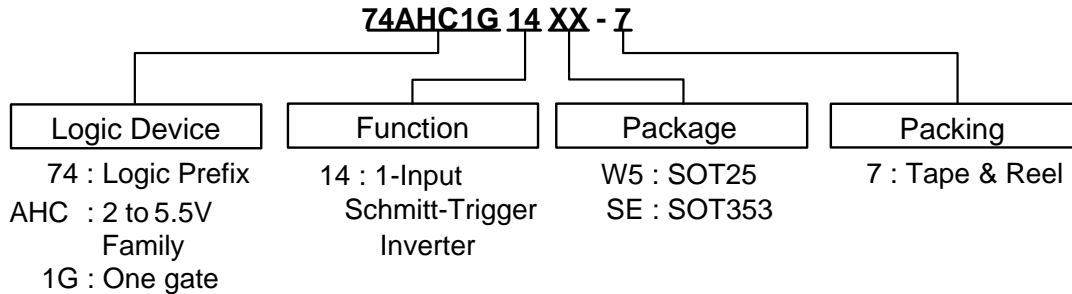 74AHC1G 14 XX - 7
Logic Device
74 : Logic Prefix
AHC : 2 to 5.5V
Family
1G : One gate
Function
14 : 1-Input
Schmitt-Trigger
Inverter
Package
W5 : SOT25
SE : SOT353
Packing
7 : Tape & Reel